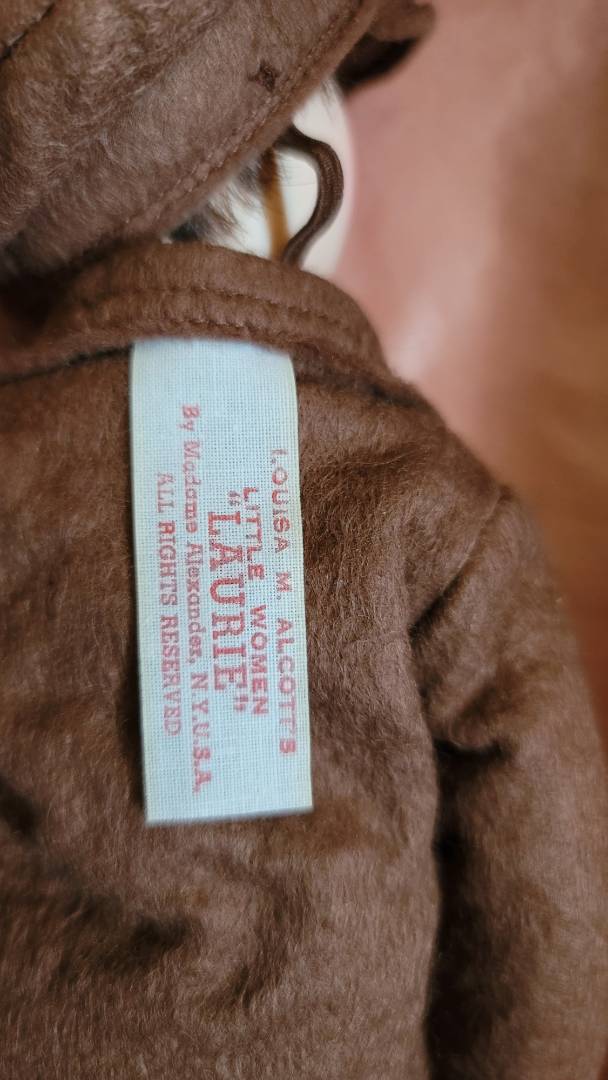 LOUISA M. ALCOTT'S
LITTLE WOMEN
"LAURIE"
By Madame Alexander, N.Y.U.S.A.
ALL RIGHTS RESERVED